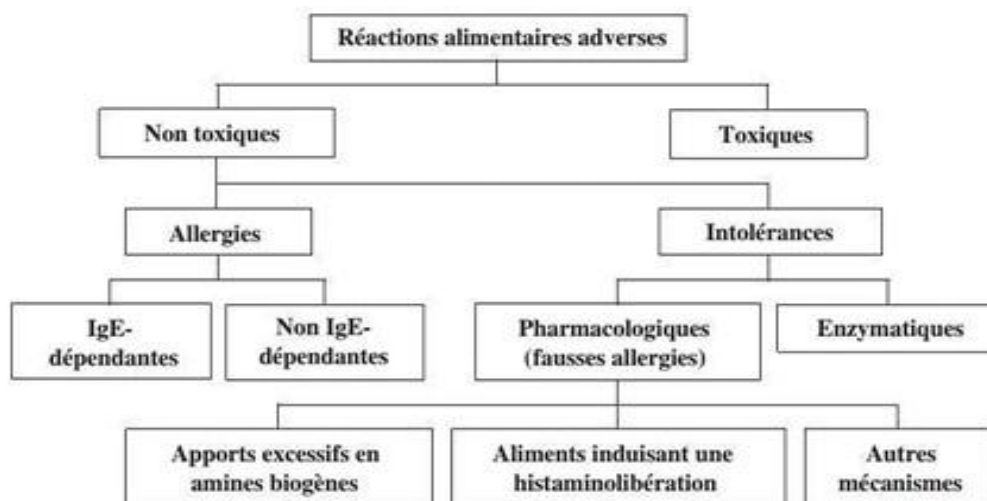 Réactions alimentaires adverses
Non toxiques
Toxiques
Allergies
Intolérances
IgE-
dépendantes
Non IgE-
dépendantes
Pharmacologiques
(fausses allergies)
Enzymatiques
Apports excessifs en
amines biogènes
Aliments induisant une
histaminolibération
Autres
mécanismes